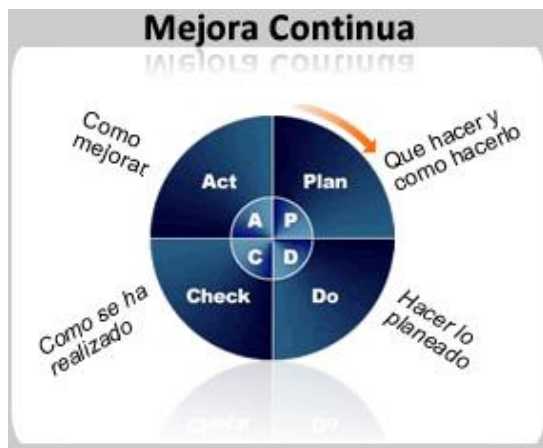 Mejora Continua
Como
mejorar
Que hacer y
como hacerlo
Act
Plan
A
P
C
D
Check
Do
Como se ha
realizado
Hacer lo
planeado